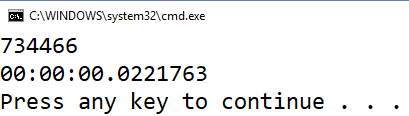 C:\WINDOWS\system32\cmd.exe
734466
00:00:00.0221763
Press any key to continue . . .